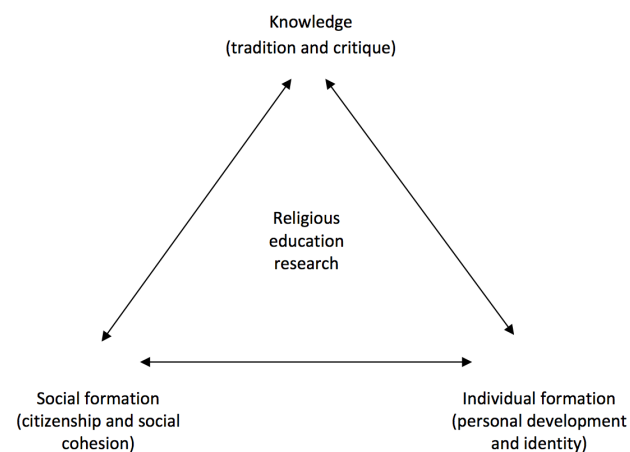 Knowledge
(tradition and critique)
Religious
education
research
Social formation
(citizenship and social
cohesion)
Individual formation
(personal development
and identity)